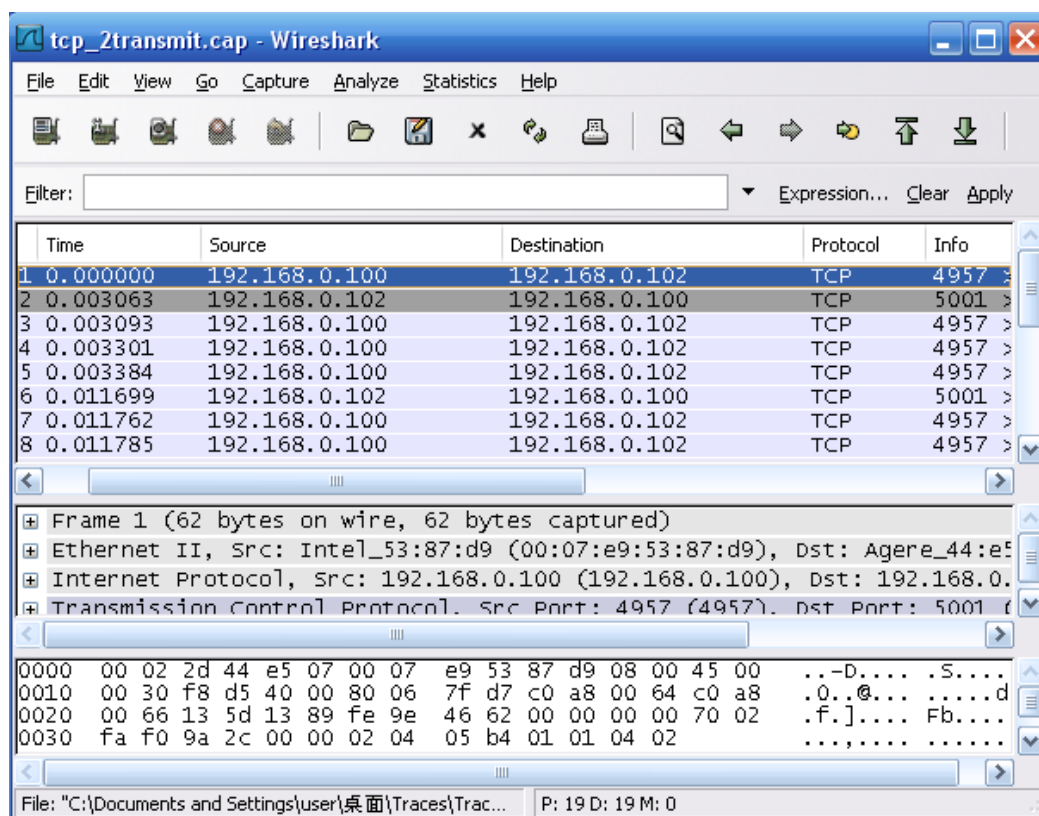 tcp_2transmit.cap - Wireshark
File Edit View Go Capture Analyze Statistics Help
Filter: Expression... Clear Apply
Time Source Destination Protocol Info
1 0.000000 192.168.0.100 192.168.0.102 TCP 4957 >
2 0.003063 192.168.0.102 192.168.0.100 TCP 5001 >
3 0.003093 192.168.0.100 192.168.0.102 TCP 4957 >
4 0.003301 192.168.0.100 192.168.0.102 TCP 4957 >
5 0.003384 192.168.0.100 192.168.0.102 TCP 4957 >
6 0.011699 192.168.0.102 192.168.0.100 TCP 5001 >
7 0.011762 192.168.0.100 192.168.0.102 TCP 4957 >
8 0.011785 192.168.0.100 192.168.0.102 TCP 4957 >
Frame 1 (62 bytes on wire, 62 bytes captured)
Ethernet II, Src: Intel_53:87:d9 (00:07:e9:53:87:d9), Dst: Agere_44:e5
Internet Protocol, Src: 192.168.0.100 (192.168.0.100), Dst: 192.168.0.
Transmission Control Protocol, Src Port: 4957 (4957), Dst Port: 5001 (
0000 00 02 2d 44 e5 07 00 07 e9 53 87 d9 08 00 45 00 ..-D.... .S....
0010 00 30 f8 d5 40 00 80 06 7f d7 c0 a8 00 64 c0 a8 .0..@... .....d
0020 00 66 13 5d 13 89 fe 9e 46 62 00 00 00 00 70 02 .f.].... Fb....
0030 fa f0 9a 2c 00 00 02 04 05 b4 01 01 04 02 ...,.... ......
File: "C:\Documents and Settings\user\桌面\Traces\Trac... P: 19 D: 19 M: 0